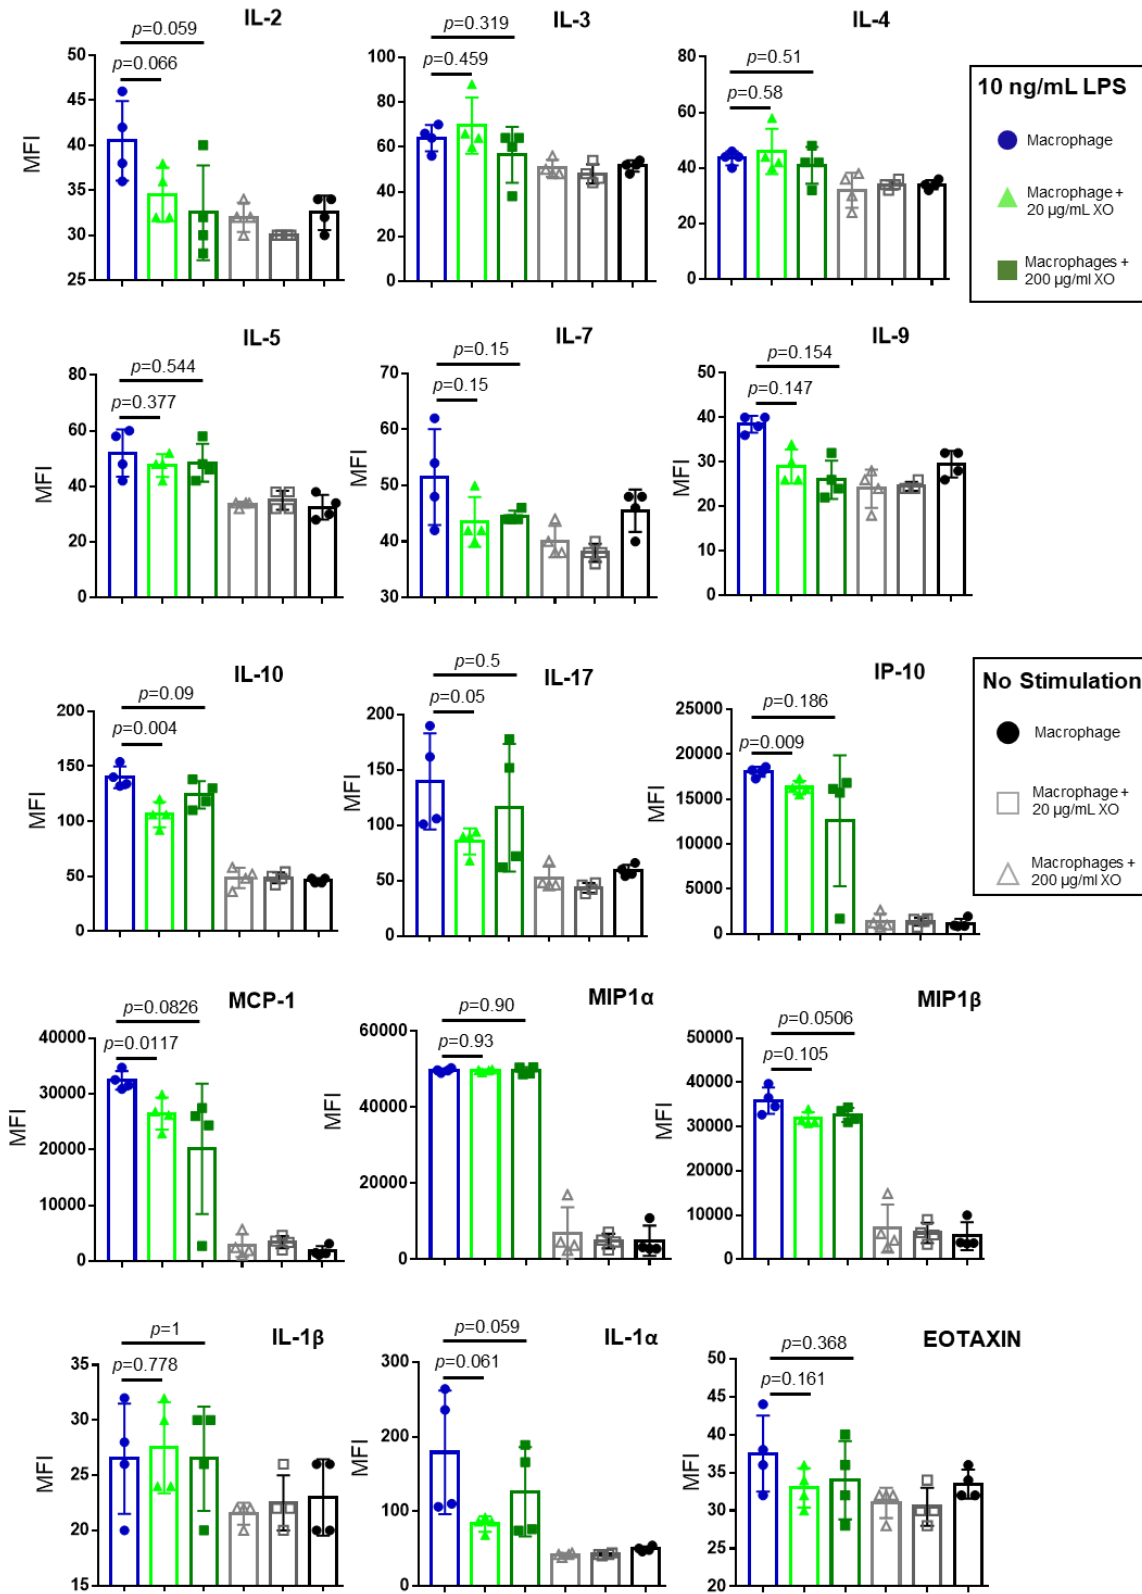 IL-2
p=0.059
p=0.066
MFI
50
45
40
35
30
25
IL-3
p=0.319
p=0.459
100
80
60
40
20
0
IL-4
p=0.51
p=0.58
80
60
40
20
0
10 ng/mL LPS
Macrophage
Macrophage +
20 µg/mL XO
Macrophages +
200 µg/ml XO
IL-5
p=0.544
p=0.377
MFI
80
60
40
20
0
IL-7
p=0.15
p=0.15
MFI
70
60
50
40
30
IL-9
p=0.154
p=0.147
MFI
50
40
30
20
10
0
IL-10
p=0.09
p=0.004
MFI
200
150
100
50
0
IL-17
p=0.5
p=0.05
MFI
200
150
100
50
0
IP-10
p=0.186
p=0.009
MFI
25000
20000
15000
10000
5000
0
No Stimulation
Macrophage
Macrophage +
20 µg/mL XO
Macrophages +
200 µg/ml XO
MCP-1
p=0.0826
p=0.0117
MFI
40000
30000
20000
10000
0
MIP1α
p=0.90
p=0.93
MFI
60000
40000
20000
0
MIP1β
p=0.0506
p=0.105
MFI
50000
40000
30000
20000
10000
0
IL-1β
p=1
p=0.778
MFI
35
30
25
20
15
IL-1α
p=0.059
p=0.061
MFI
300
200
100
0
EOTAXIN
p=0.368
p=0.161
MFI
50
45
40
35
30
25
20